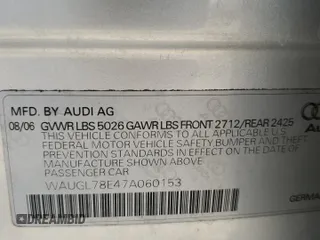 MFD. BY AUDI AG
08/06 GVWR LBS 5026 GAWR LBS FRONT 2712/REAR 2425
THIS VEHICLE CONFORMS TO ALL APPLICABLE U.S.
FEDERAL MOTOR VEHICLE SAFETY, BUMPER AND THEFT
PREVENTION STANDARDS IN EFFECT ON THE DATE OF
MANUFACTURE SHOWN ABOVE.
PASSENGER CAR
WAUGL78E47A060153
GERMAN
DREAMBID